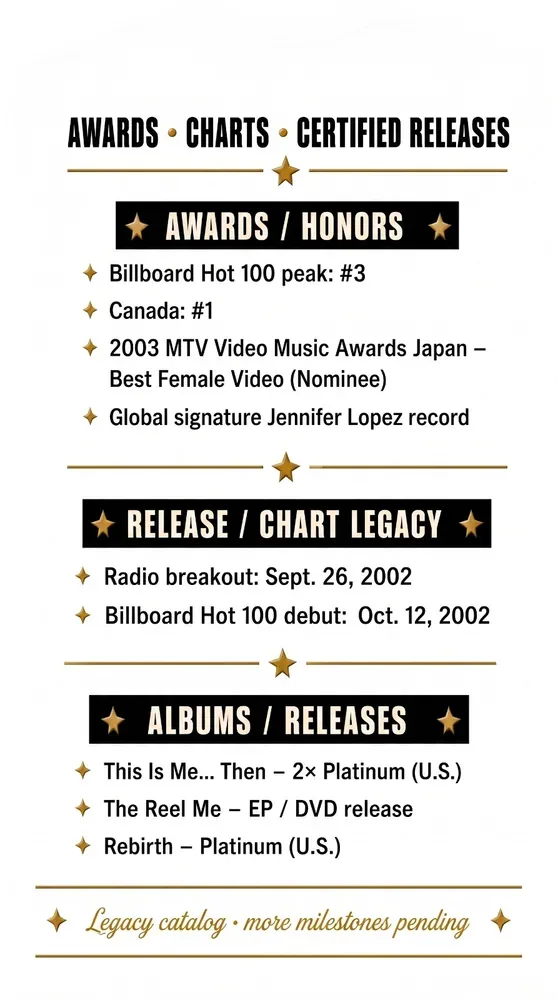 AWARDS • CHARTS • CERTIFIED RELEASES
AWARDS / HONORS
Billboard Hot 100 peak: #3
Canada: #1
2003 MTV Video Music Awards Japan –
Best Female Video (Nominee)
Global signature Jennifer Lopez record
RELEASE / CHART LEGACY
Radio breakout: Sept. 26, 2002
Billboard Hot 100 debut: Oct. 12, 2002
ALBUMS / RELEASES
This Is Me... Then – 2× Platinum (U.S.)
The Reel Me – EP / DVD release
Rebirth – Platinum (U.S.)
Legacy catalog • more milestones pending